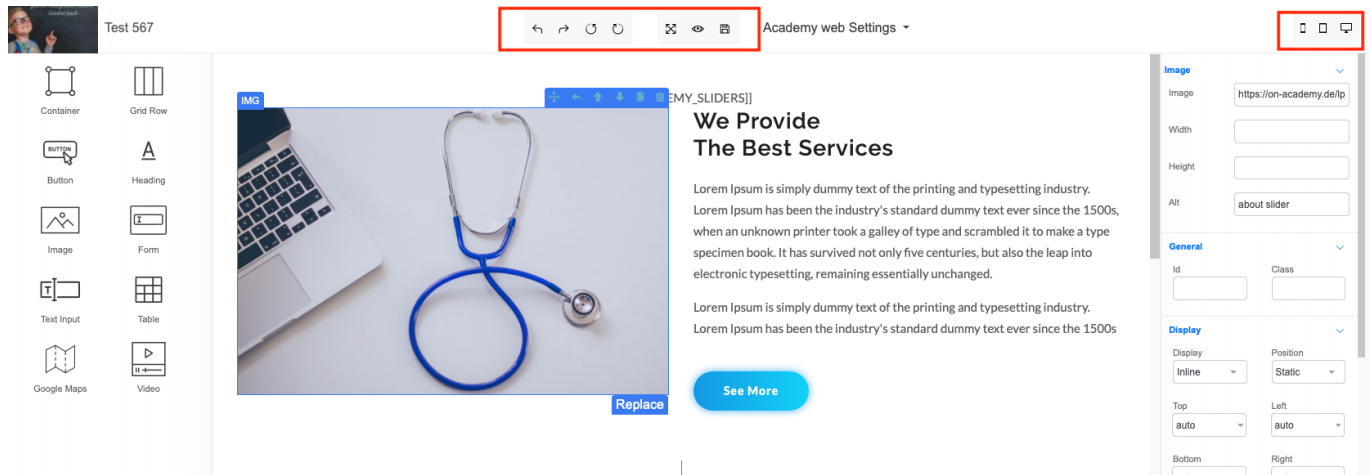 Test 567
Academy web Settings
Container
Grid Row
BUTTON
Button
A
Heading
Image
I
Form
T
Text Input
Table
Google Maps
Video
IMG
EMY_SLIDERS]]
We Provide
The Best Services
Lorem Ipsum is simply dummy text of the printing and typesetting industry.
Lorem Ipsum has been the industry's standard dummy text ever since the 1500s,
when an unknown printer took a galley of type and scrambled it to make a type
specimen book. It has survived not only five centuries, but also the leap into
electronic typesetting, remaining essentially unchanged.
Lorem Ipsum is simply dummy text of the printing and typesetting industry.
Lorem Ipsum has been the industry's standard dummy text ever since the 1500s
See More
Replace
Image
Image https://on-academy.de/lp
Width
Height
Alt about slider
General
Id Class
Display
Display Position
Inline Static
Top Left
auto auto
Bottom Right